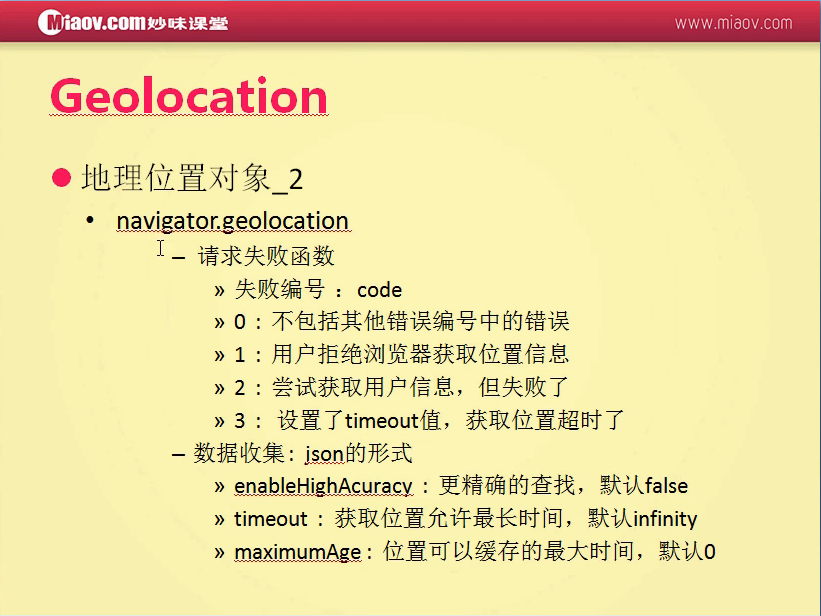 Miaov.com妙味课堂
www.miaov.com
Geolocation
地理位置对象_2
• navigator.geolocation
– 请求失败函数
» 失败编号 ：code
» 0 : 不包括其他错误编号中的错误
» 1 : 用户拒绝浏览器获取位置信息
» 2 : 尝试获取用户信息，但失败了
» 3 : 设置了timeout值，获取位置超时了
– 数据收集 : json的形式
» enableHighAcuracy : 更精确的查找，默认false
» timeout : 获取位置允许最长时间，默认infinity
» maximumAge : 位置可以缓存的最大时间，默认0